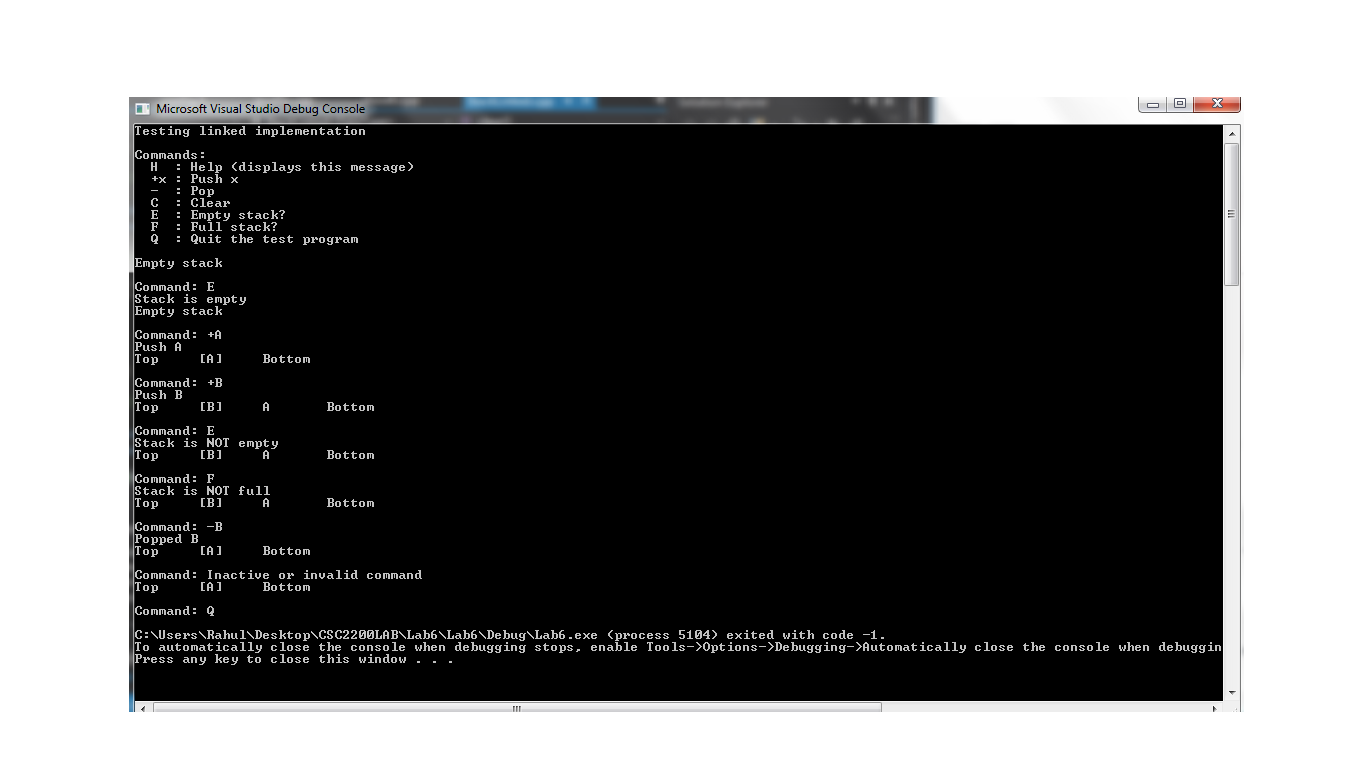 Microsoft Visual Studio Debug Console
Testing linked implementation
Commands:
H : Help (displays this message)
+x : Push x
- : Pop
C : Clear
E : Empty stack?
F : Full stack?
Q : Quit the test program
Empty stack
Command: E
Stack is empty
Empty stack
Command: +A
Push A
Top [A] Bottom
Command: +B
Push B
Top [B] A Bottom
Command: E
Stack is NOT empty
Top [B] A Bottom
Command: F
Stack is NOT full
Top [B] A Bottom
Command: -B
Popped B
Top [A] Bottom
Command: Inactive or invalid command
Top [A] Bottom
Command: Q
C:\Users\Rahul\Desktop\CSC2200LAB\Lab6\Lab6\Debug\Lab6.exe (process 5104) exited with code -1.
To automatically close the console when debugging stops, enable Tools->Options->Debugging->Automatically close the console when debuggin
Press any key to close this window . . .